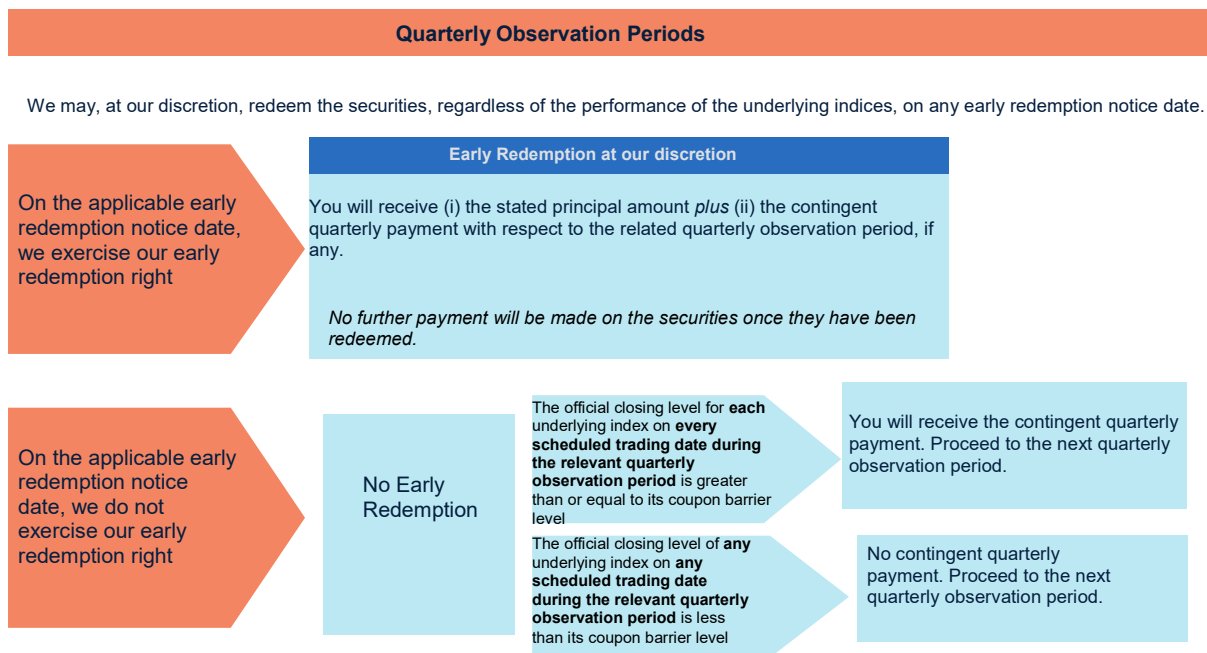 Quarterly Observation Periods
We may, at our discretion, redeem the securities, regardless of the performance of the underlying indices, on any early redemption notice date.
On the applicable early
redemption notice date,
we exercise our early
redemption right
Early Redemption at our discretion
You will receive (i) the stated principal amount plus (ii) the contingent
quarterly payment with respect to the related quarterly observation period, if
any.
No further payment will be made on the securities once they have been
redeemed.
On the applicable early
redemption notice
date, we do not
exercise our early
redemption right
No Early
Redemption
The official closing level for each
underlying index on every
scheduled trading date during
the relevant quarterly
observation period is greater
than or equal to its coupon barrier
level
You will receive the contingent quarterly
payment. Proceed to the next quarterly
observation period.
The official closing level of any
underlying index on any
scheduled trading date
during the relevant quarterly
observation period is less
than its coupon barrier level
No contingent quarterly
payment. Proceed to the next
quarterly observation period.